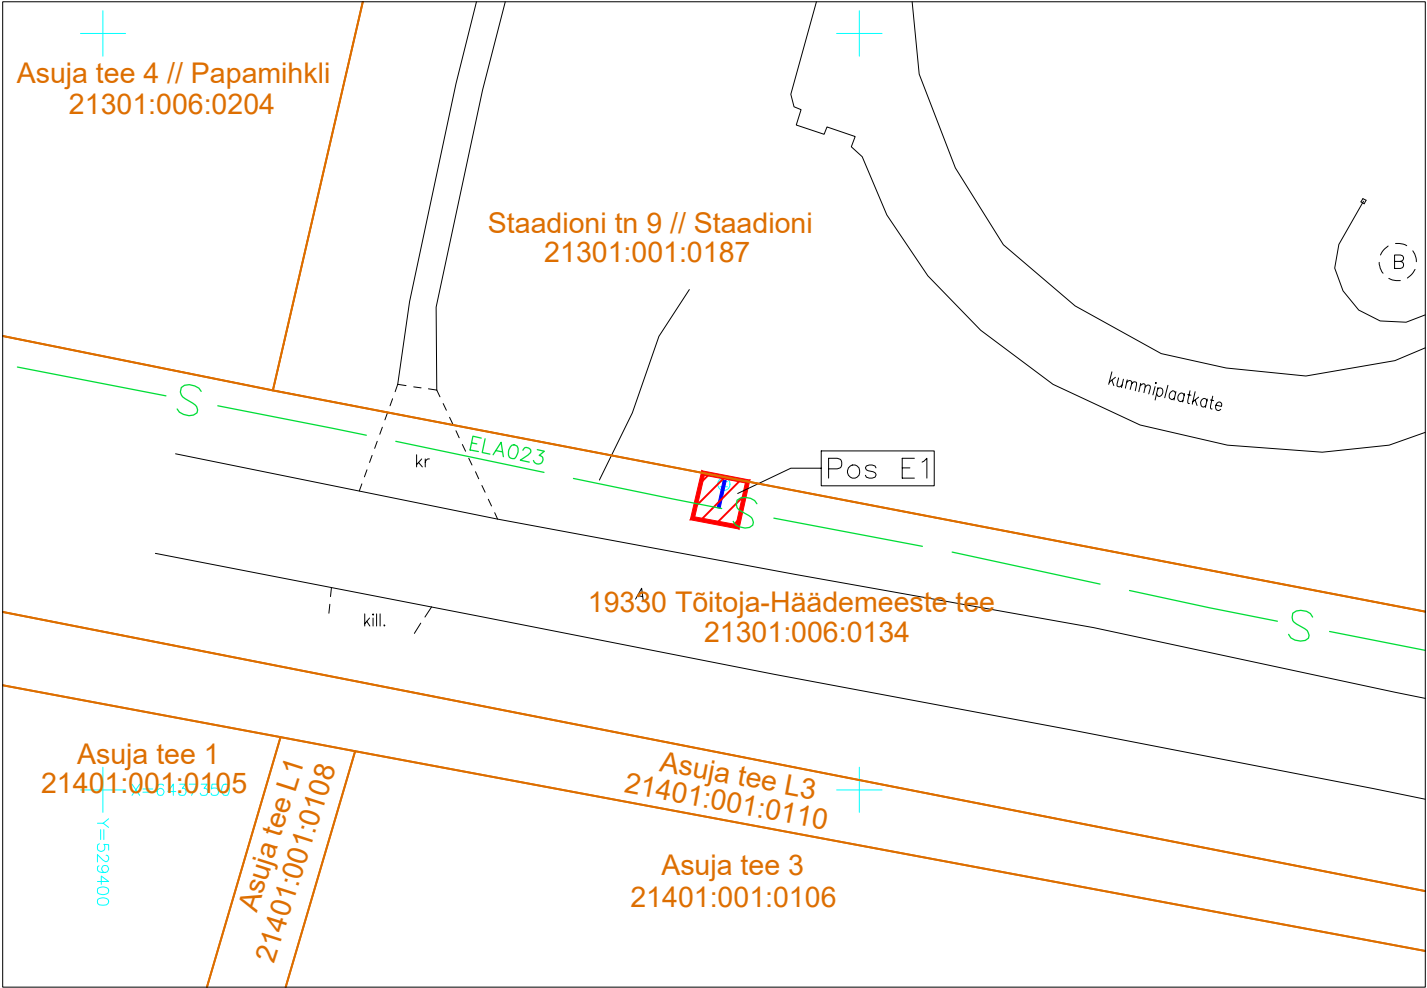 Asuja tee 4 // Papamihkli
21301:006:0204
Staadioni tn 9 // Staadioni
21301:001:0187
B
kummiplaatkate
S
ELA023
kr
Pos E1
S
A
19330 Tõitoja-Häädemeeste tee
21301:006:0134
S
kill.
Asuja tee 1
21401:001:0105
X=6437350
Y=529400
Asuja tee L1
21401:001:0108
Asuja tee L3
21401:001:0110
Asuja tee 3
21401:001:0106